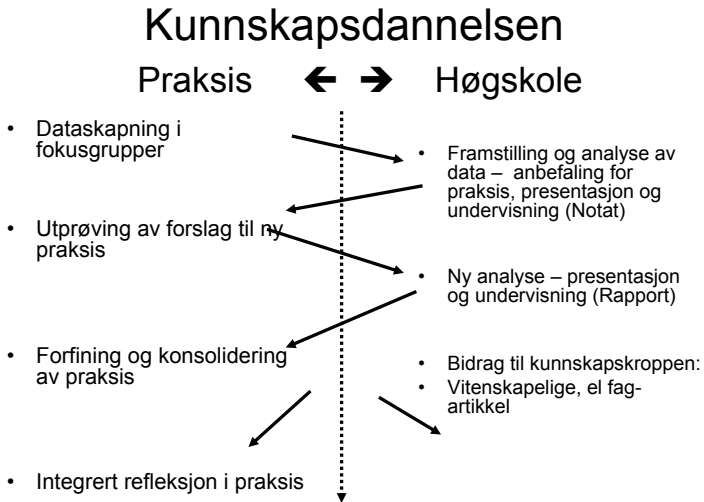 Kunnskapsdannelsen
Praksis ← → Høgskole
• Dataskapning i
fokusgrupper
• Framstilling og analyse av
data – anbefaling for
praksis, presentasjon og
undervisning (Notat)
• Utprøving av forslag til ny
praksis
• Ny analyse – presentasjon
og undervisning (Rapport)
• Forfining og konsolidering
av praksis
• Bidrag til kunnskapskroppen:
• Vitenskapelige, el fag-
artikkel
• Integrert refleksjon i praksis